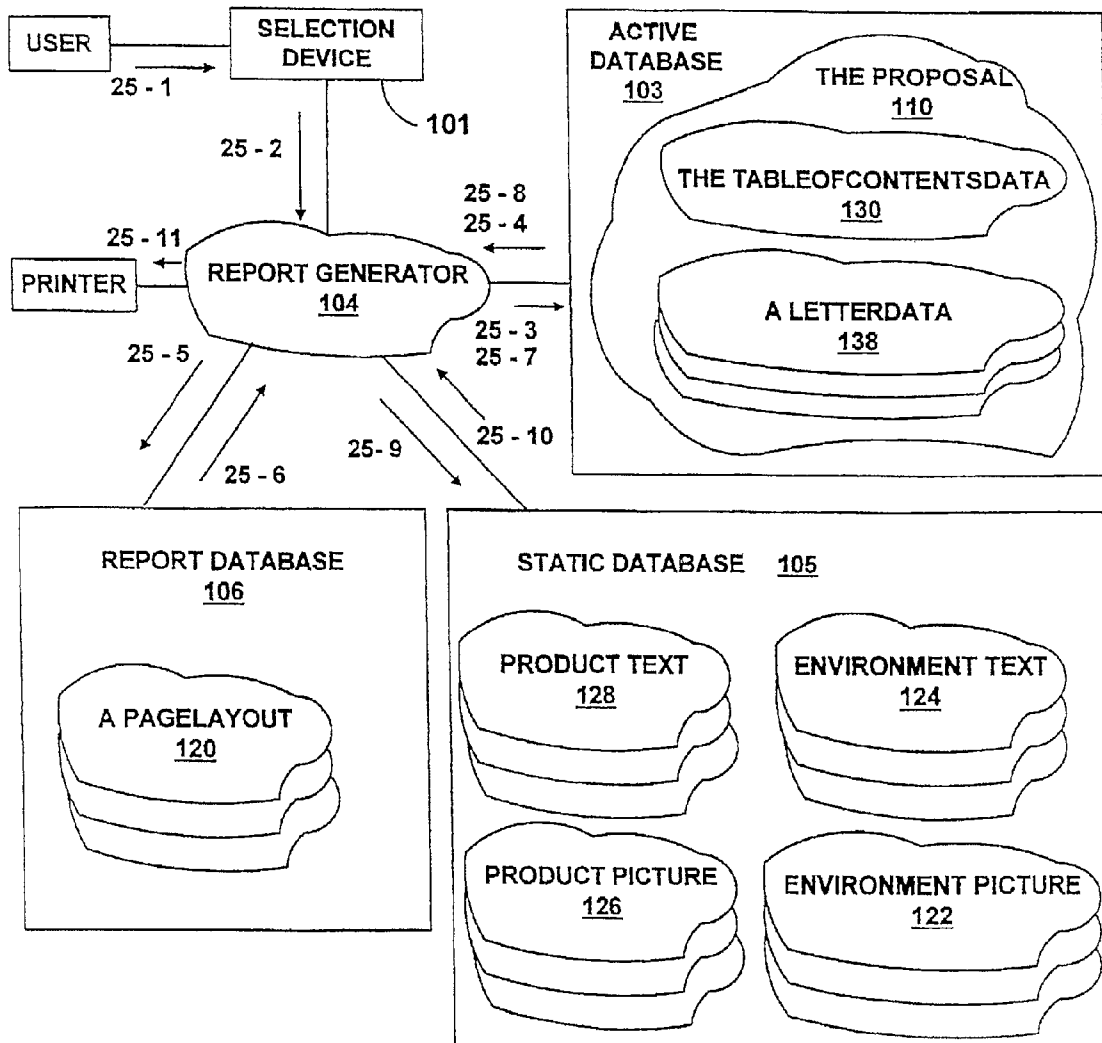 USER
SELECTION
DEVICE
25 - 1
101
25 - 2
ACTIVE
DATABASE
103
THE PROPOSAL
110
THE TABLEOFCONTENTSDATA
130
A LETTERDATA
138
25 - 8
25 - 4
25 - 11
PRINTER
REPORT GENERATOR
104
25 - 3
25 - 7
25 - 5
25 - 6
25 - 9
25 - 10
REPORT DATABASE
106
A PAGELAYOUT
120
STATIC DATABASE 105
PRODUCT TEXT
128
ENVIRONMENT TEXT
124
PRODUCT PICTURE
126
ENVIRONMENT PICTURE
122